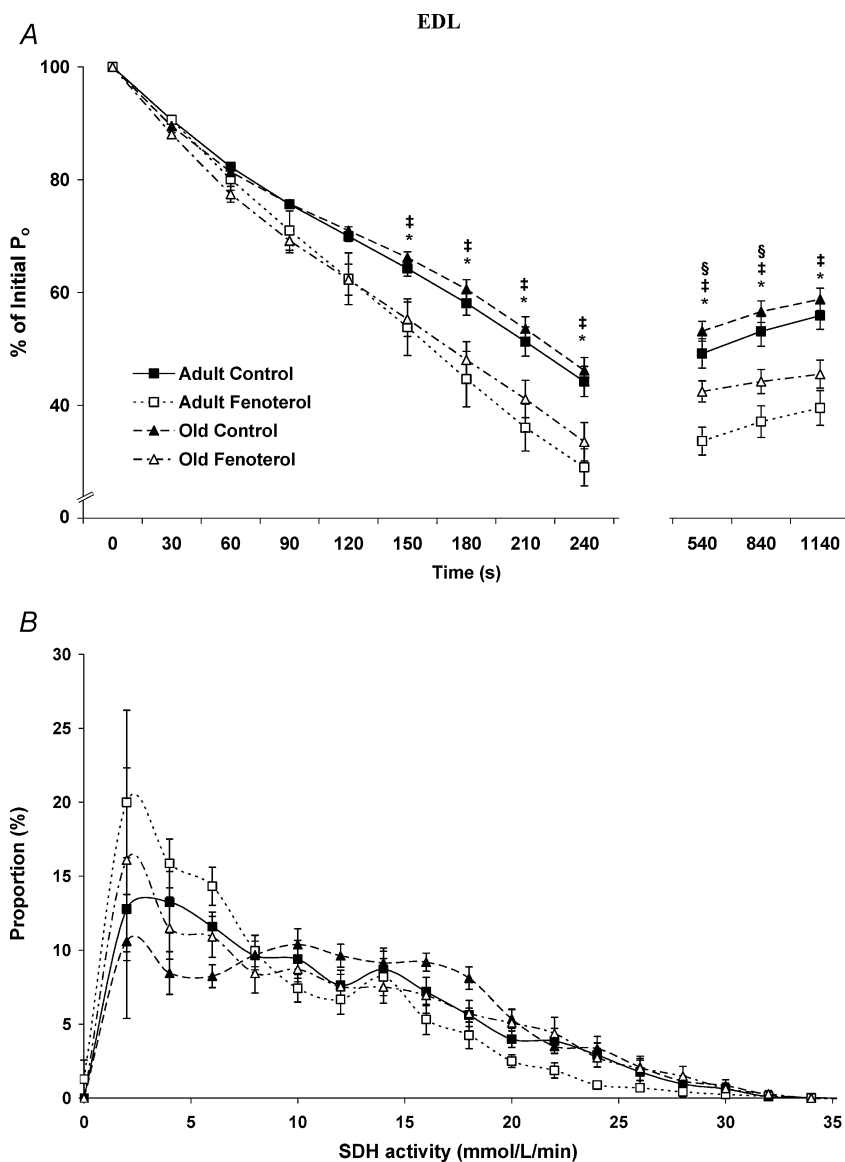 EDL
A
100
80
60
40
0
% of Initial Po
‡ ‡ ‡ ‡ § § ‡
* * * * ‡ ‡ *
* *
Adult Control
Adult Fenoterol
Old Control
Old Fenoterol
0 30 60 90 120 150 180 210 240 540 840 1140
Time (s)
B
30
25
20
15
10
5
0
Proportion (%)
0 5 10 15 20 25 30 35
SDH activity (mmol/L/min)